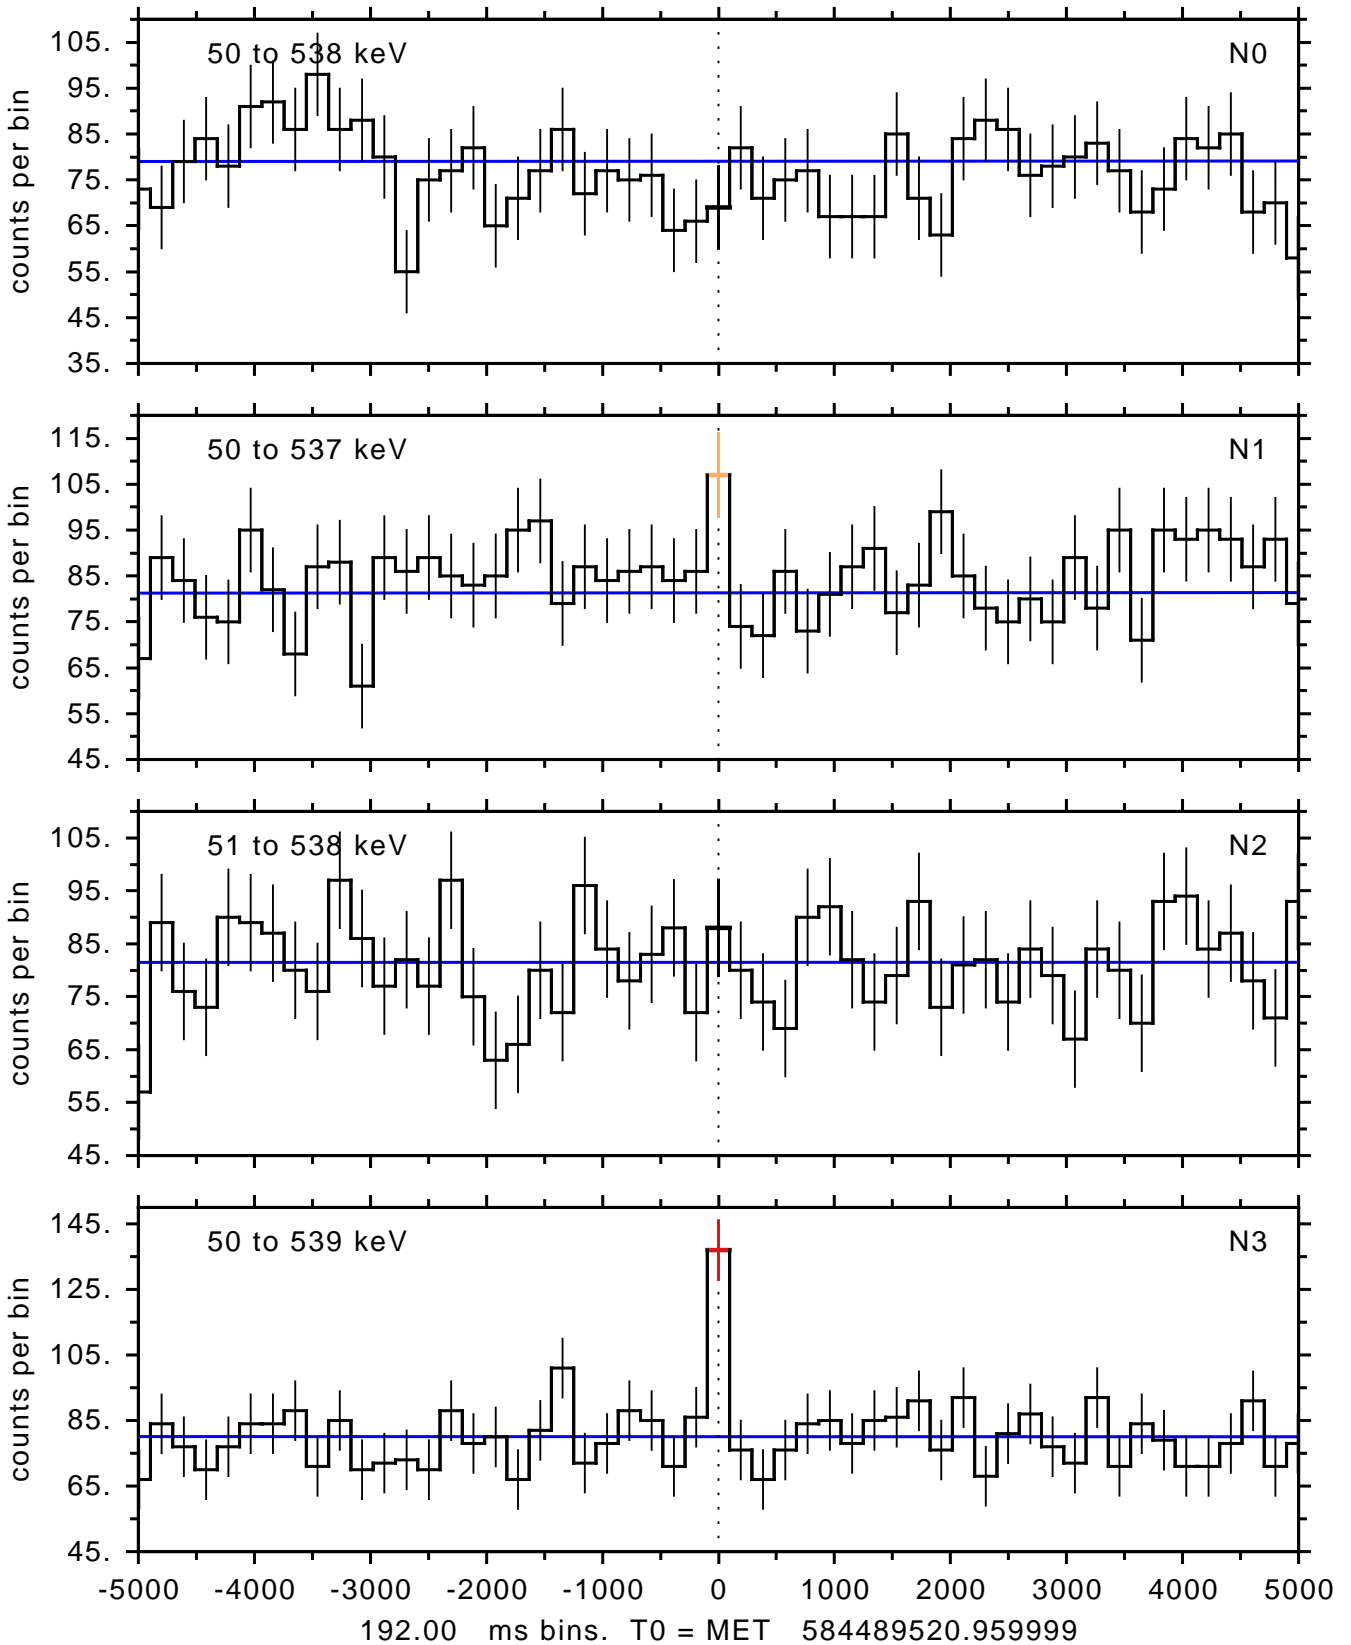 50 to 538 keV N0
counts per bin
105.
95.
85.
75.
65.
55.
45.
35.
50 to 537 keV N1
counts per bin
115.
105.
95.
85.
75.
65.
55.
45.
51 to 538 keV N2
counts per bin
105.
95.
85.
75.
65.
55.
45.
50 to 539 keV N3
counts per bin
145.
125.
105.
85.
65.
45.
-5000 -4000 -3000 -2000 -1000 0 1000 2000 3000 4000 5000
192.00 ms bins. T0 = MET 584489520.959999